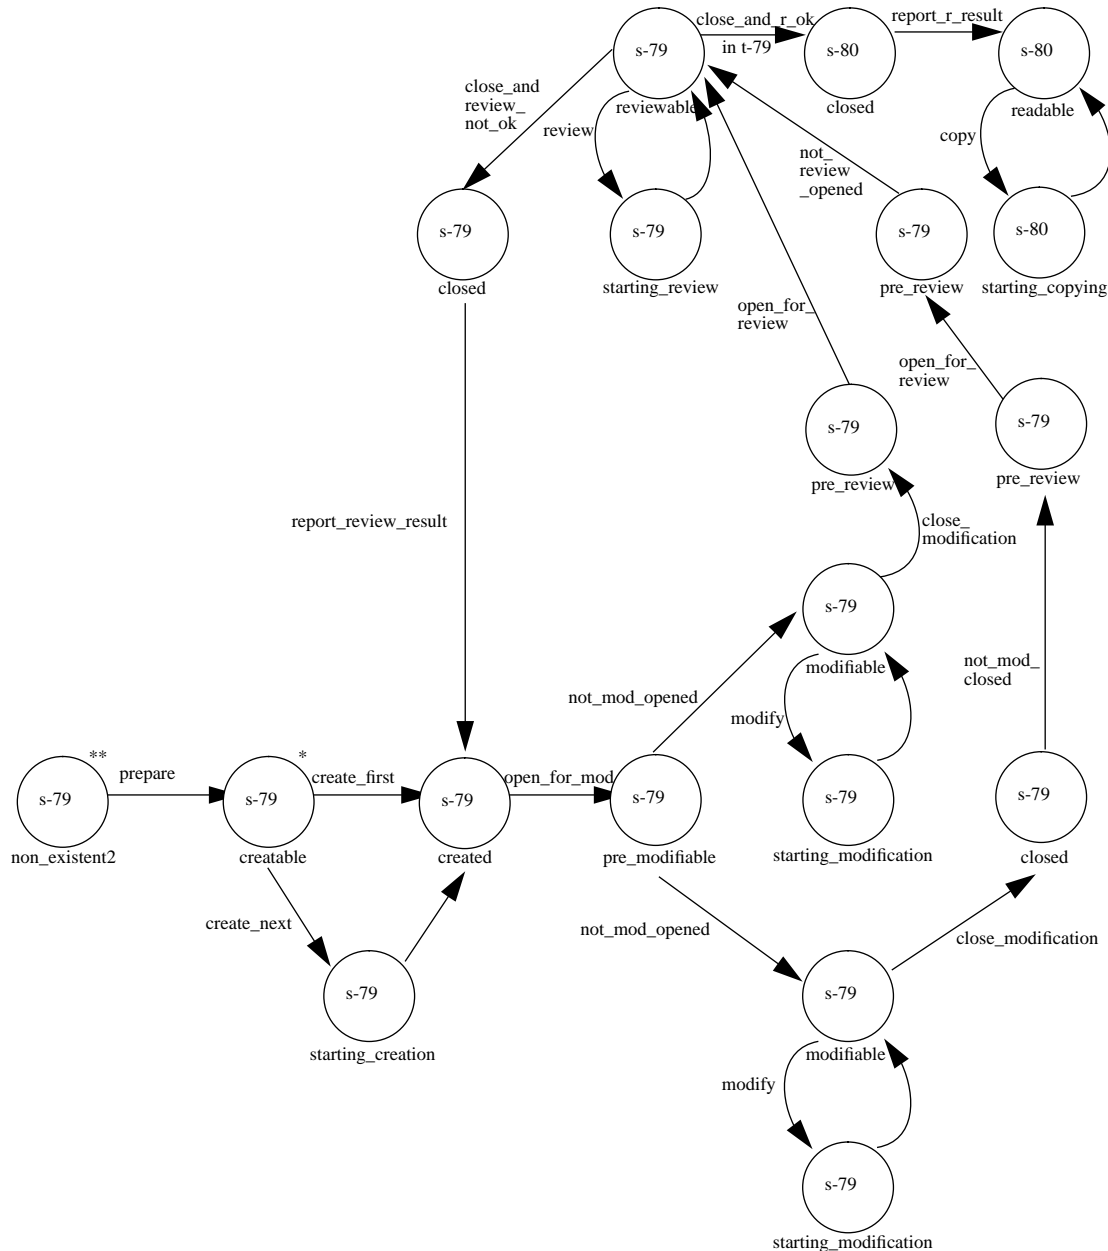 close_and_r_ok
report_r_result
in t-79
s-79
s-80
s-80
reviewable
closed
readable
close_and
review_
not_ok
review
copy
not_
review
_opened
s-79
s-79
s-79
s-80
closed
starting_review
pre_review
starting_copying
open_for_
review
open_for_
review
s-79
s-79
pre_review
pre_review
report_review_result
close_
modification
s-79
modifiable
not_mod_
closed
not_mod_opened
modify
**
prepare
*
create_first
open_for_mod
s-79
s-79
s-79
s-79
s-79
s-79
non_existent2
creatable
created
pre_modifiable
starting_modification
closed
create_next
not_mod_opened
close_modification
s-79
s-79
starting_creation
modifiable
modify
s-79
starting_modification